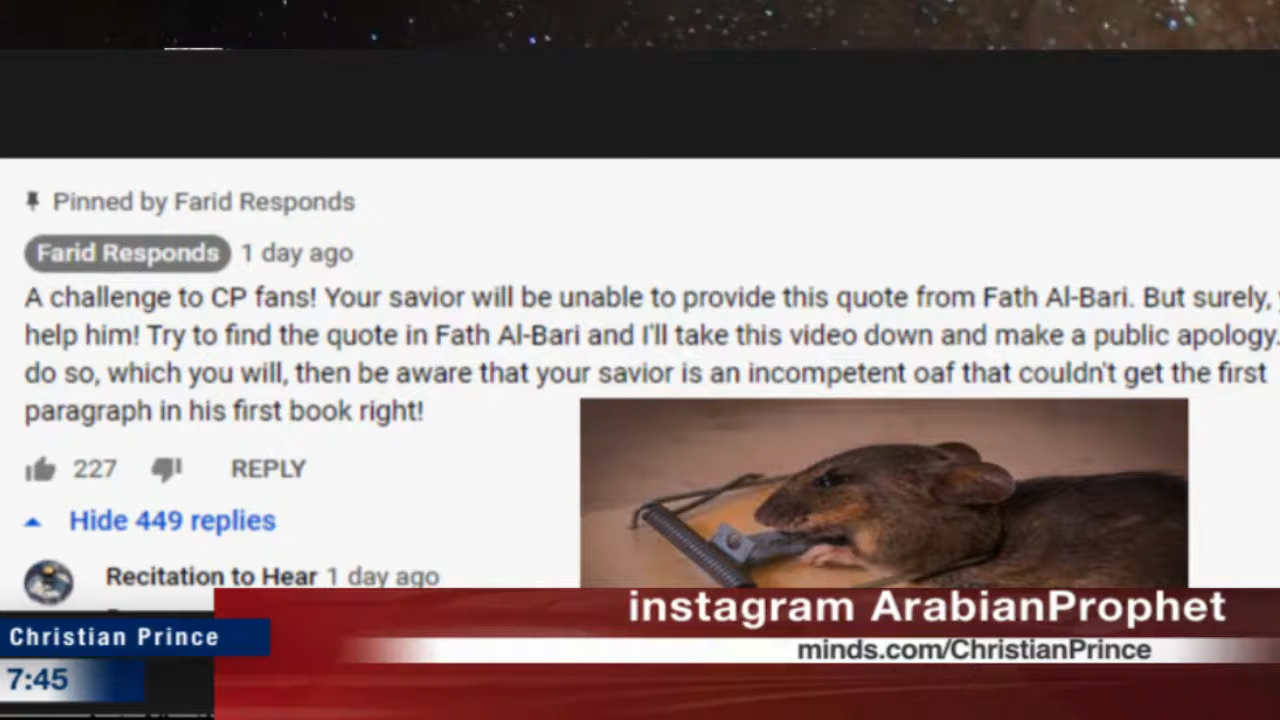 Pinned by Farid Responds
Farid Responds 1 day ago
A challenge to CP fans! Your savior will be unable to provide this quote from Fath Al-Bari. But surely,
help him! Try to find the quote in Fath Al-Bari and I'll take this video down and make a public apology.
do so, which you will, then be aware that your savior is an incompetent oaf that couldn't get the first
paragraph in his first book right!
227 REPLY
Hide 449 replies
Recitation to Hear 1 day ago
instagram ArabianProphet
Christian Prince
minds.com/ChristianPrince
7:45